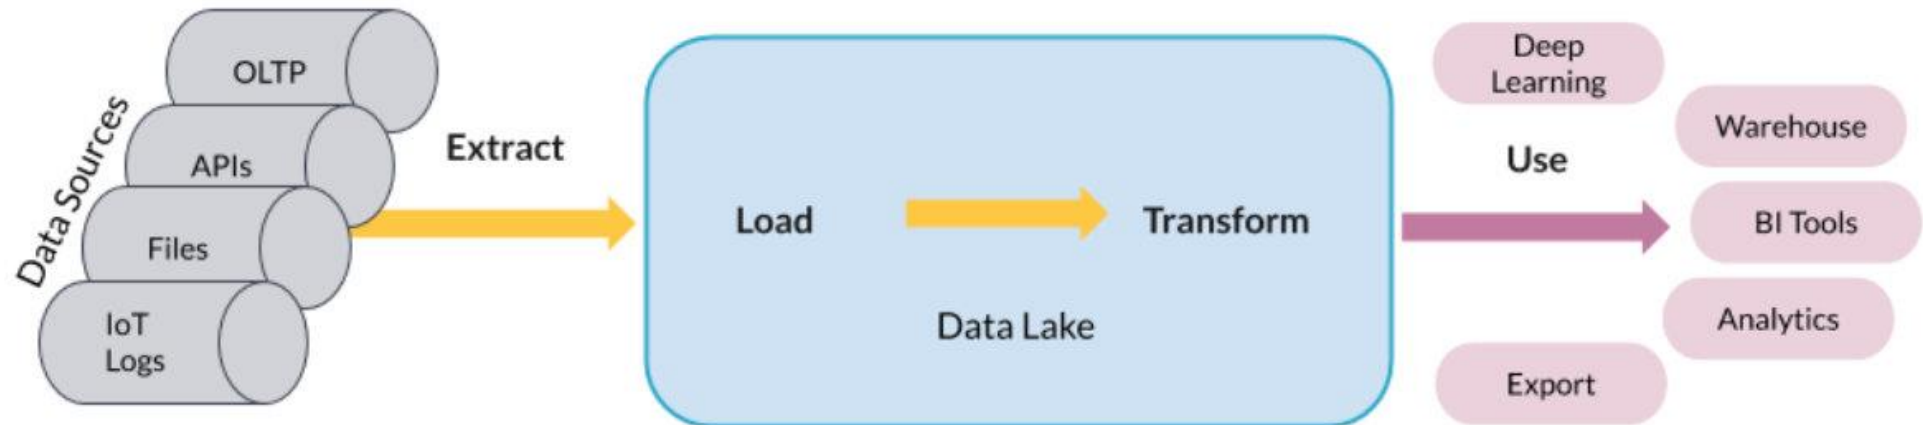 Data Sources
OLTP
APIs
Files
IoT
Logs
Extract
Load
Transform
Data Lake
Use
Deep
Learning
Warehouse
BI Tools
Analytics
Export